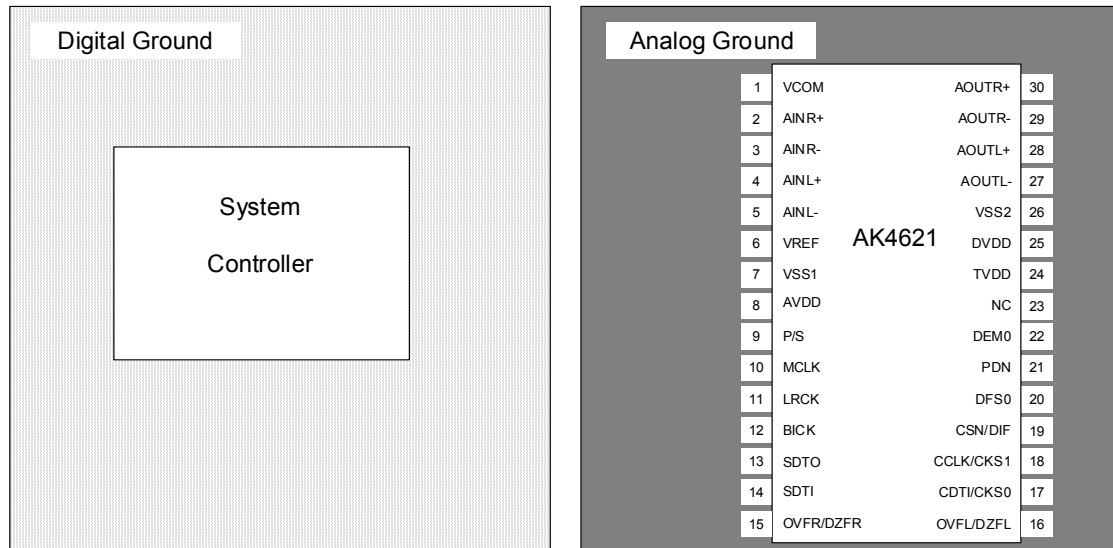 Digital Ground
System
Controller
Analog Ground
AK4621
1 VCOM AOUTR+ 30
2 AINR+ AOUTR- 29
3 AINR- AOUTL+ 28
4 AINL+ AOUTL- 27
5 AINL- VSS2 26
6 VREF DVDD 25
7 VSS1 TVDD 24
8 AVDD NC 23
9 P/S DEM0 22
10 MCLK PDN 21
11 LRCK DFS0 20
12 BICK CSN/DIF 19
13 SDTO CCLK/CKS1 18
14 SDTI CDTI/CKS0 17
15 OVFR/DZFR OVFL/DZFL 16